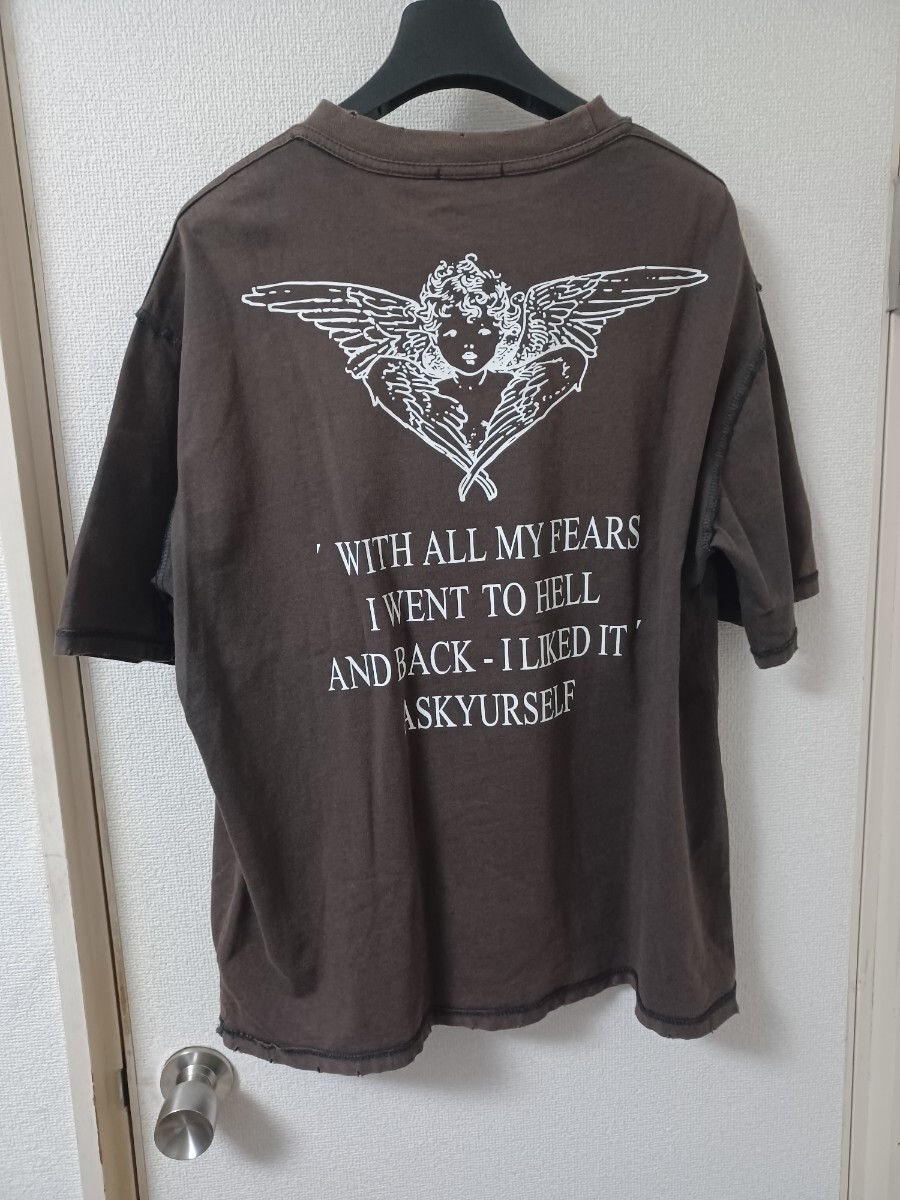 ' WITH ALL MY FEARS
I WENT TO HELL
AND BACK - I LIKED IT '
ASKYURSELF